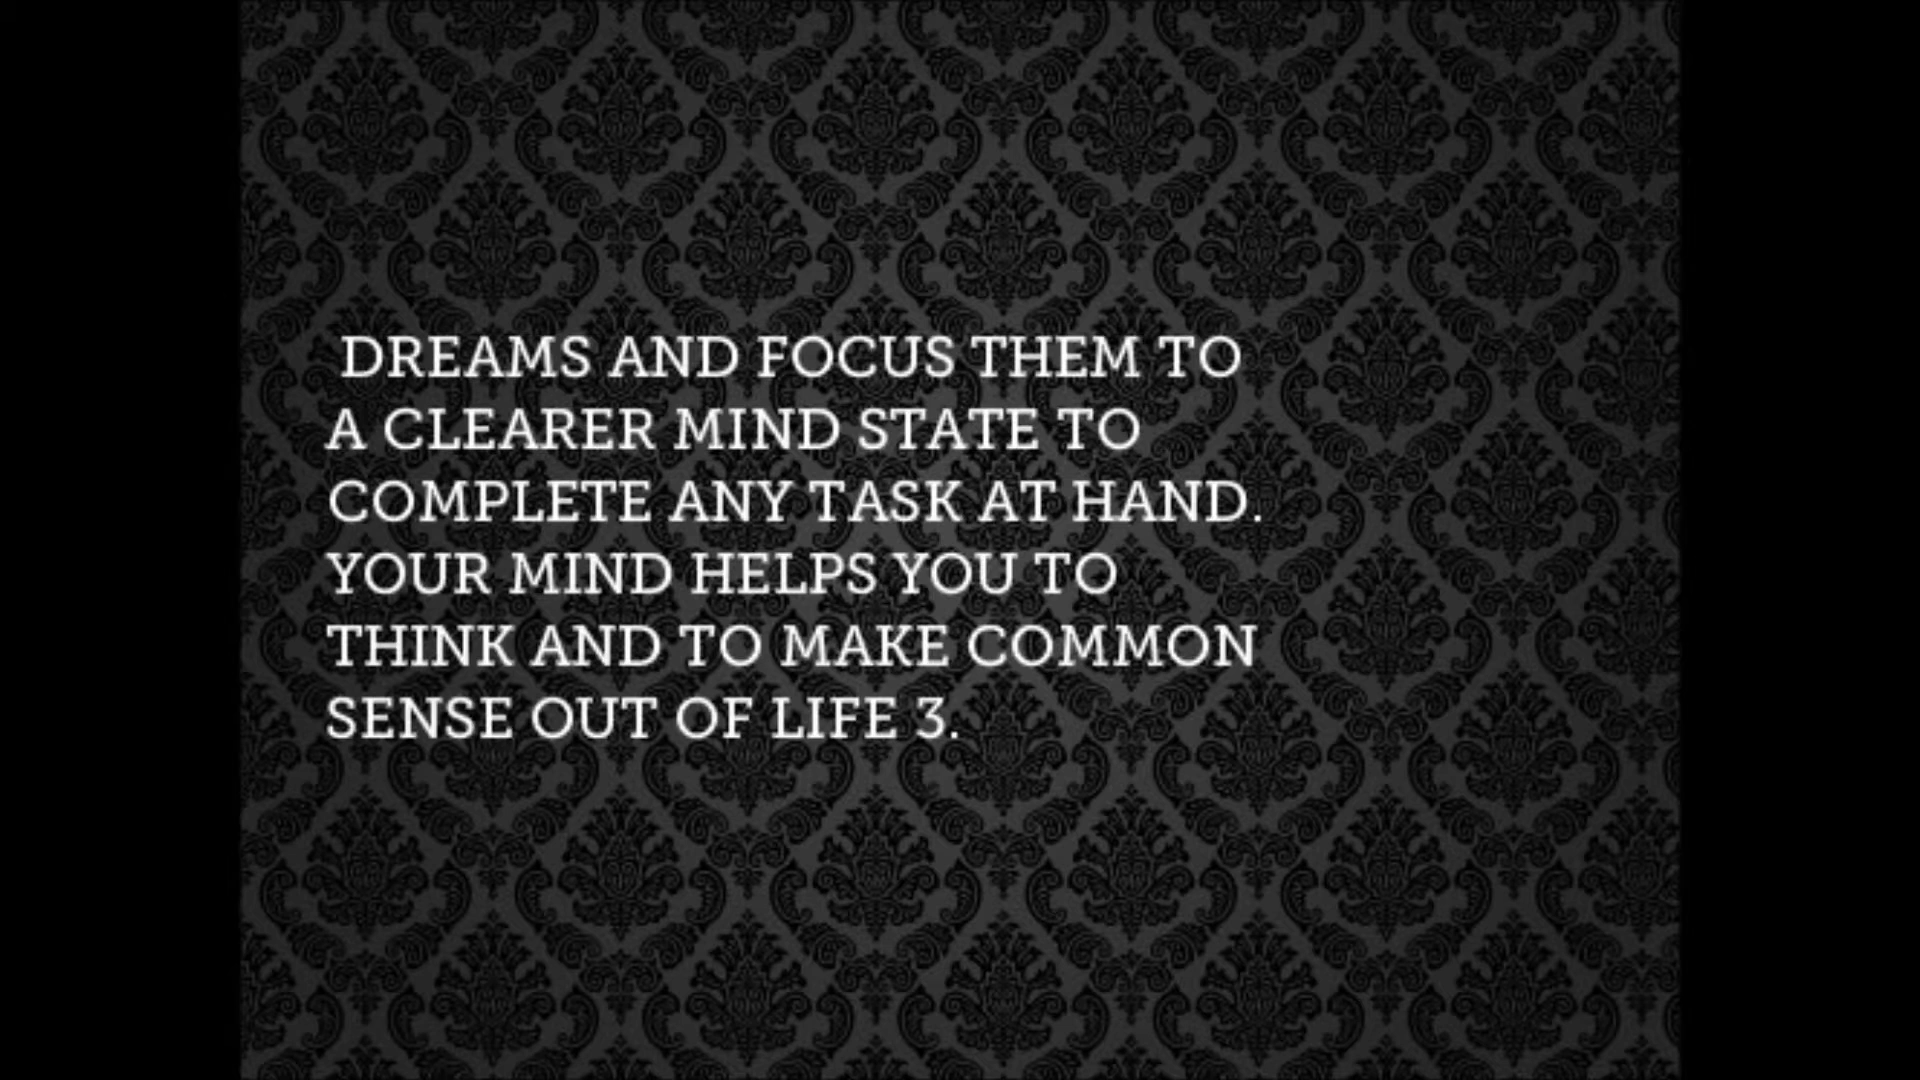 DREAMS AND FOCUS THEM TO
A CLEARER MIND STATE TO
COMPLETE ANY TASK AT HAND.
YOUR MIND HELPS YOU TO
THINK AND TO MAKE COMMON
SENSE OUT OF LIFE 3.